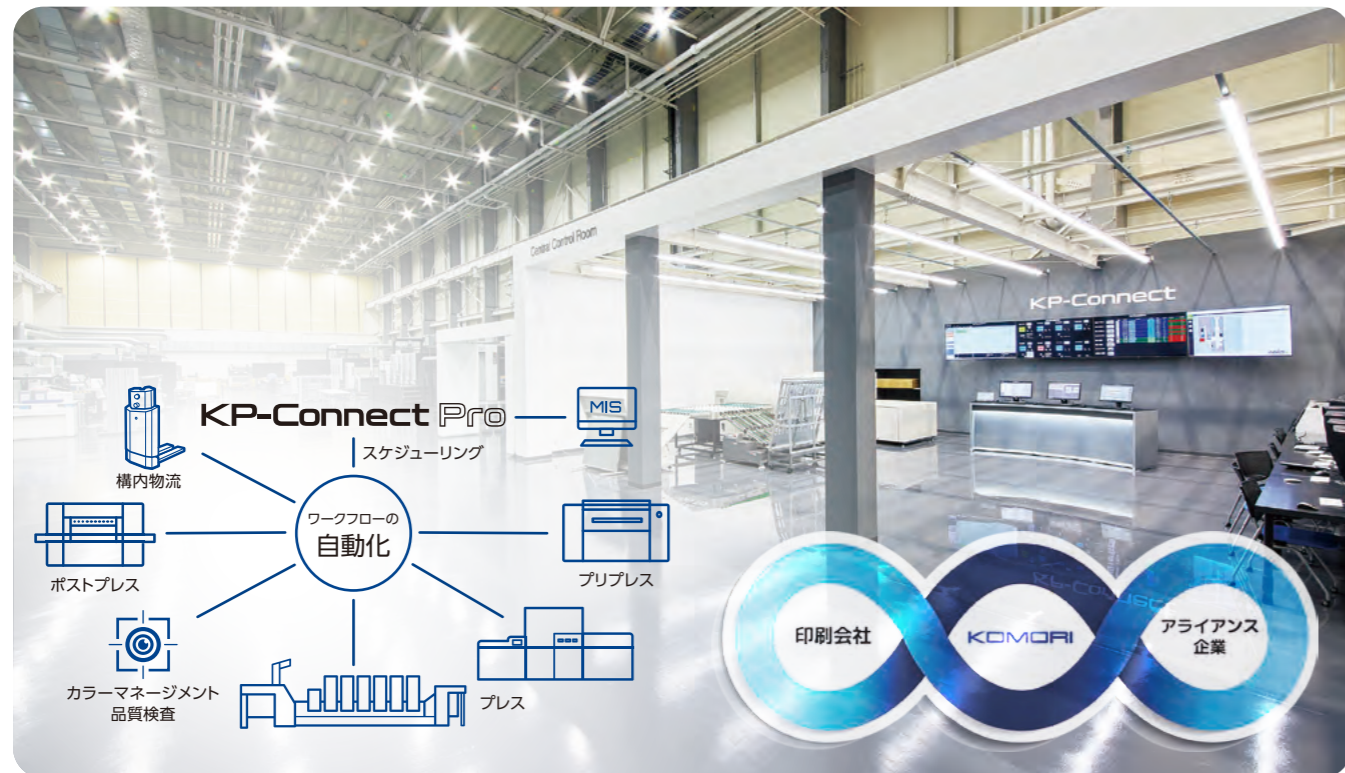 Central Control Room
KP-Connect
KP-Connect Pro
MIS
スケジューリング
構内物流
ワークフローの
自動化
ポストプレス
プリプレス
カラーマネージメント
品質検査
プレス
印刷会社
KOMORI
アライアンス
企業